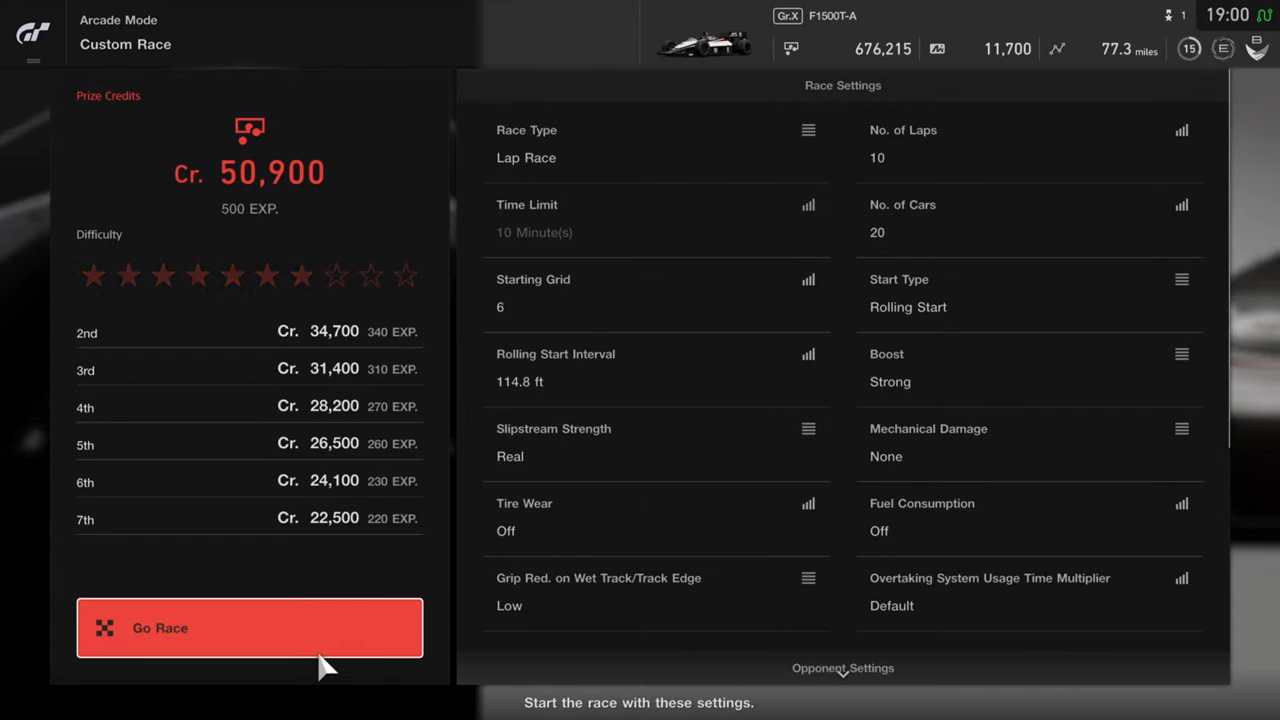 Arcade Mode
Custom Race
Gr.X F1500T-A
676,215
11,700
77.3 miles
1
19:00
15
E
B
Prize Credits
Cr. 50,900
500 EXP.
Difficulty
2nd Cr. 34,700 340 EXP.
3rd Cr. 31,400 310 EXP.
4th Cr. 28,200 270 EXP.
5th Cr. 26,500 260 EXP.
6th Cr. 24,100 230 EXP.
7th Cr. 22,500 220 EXP.
Go Race
Race Settings
Race Type
Lap Race
No. of Laps
10
Time Limit
10 Minute(s)
No. of Cars
20
Starting Grid
6
Start Type
Rolling Start
Rolling Start Interval
114.8 ft
Boost
Strong
Slipstream Strength
Real
Mechanical Damage
None
Tire Wear
Off
Fuel Consumption
Off
Grip Red. on Wet Track/Track Edge
Low
Overtaking System Usage Time Multiplier
Default
Opponent Settings
Start the race with these settings.